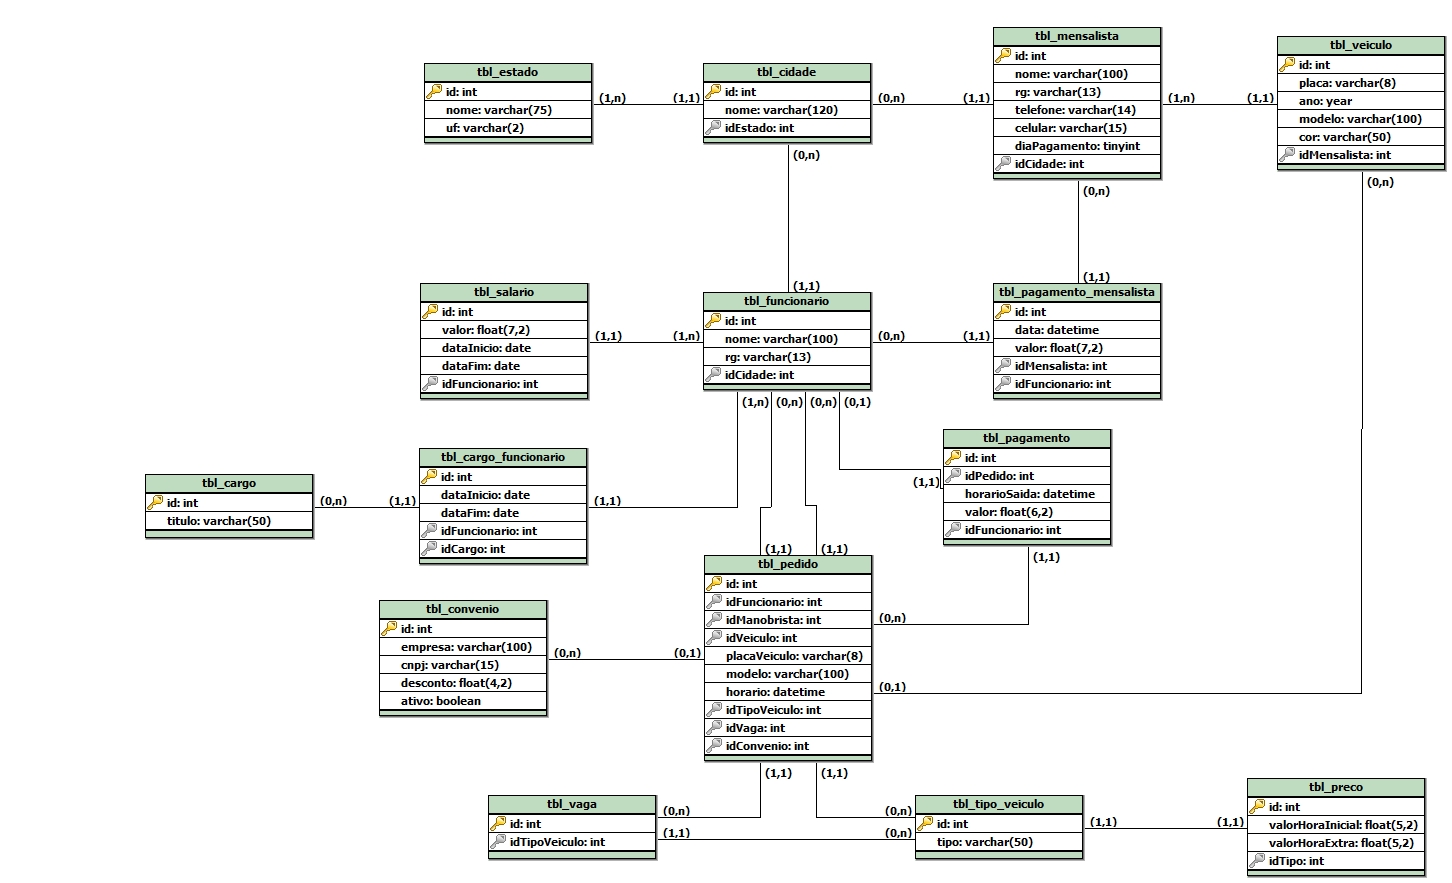 tbl_estado
id: int
nome: varchar(75)
uf: varchar(2)
(1,n)
(1,1)
tbl_cidade
id: int
nome: varchar(120)
idEstado: int
(0,n)
(0,n)
(1,1)
tbl_mensalista
id: int
nome: varchar(100)
rg: varchar(13)
telefone: varchar(14)
celular: varchar(15)
diaPagamento: tinyint
idCidade: int
(1,n)
(1,1)
(0,n)
tbl_veiculo
id: int
placa: varchar(8)
ano: year
modelo: varchar(100)
cor: varchar(50)
idMensalista: int
(0,n)
tbl_salario
id: int
valor: float(7,2)
dataInicio: date
dataFim: date
idFuncionario: int
(1,1)
(1,n)
(1,1)
tbl_funcionario
id: int
nome: varchar(100)
rg: varchar(13)
idCidade: int
(0,n)
(1,1)
(1,1)
tbl_pagamento_mensalista
id: int
data: datetime
valor: float(7,2)
idMensalista: int
idFuncionario: int
(1,n)
(0,n)
(0,n)
(0,1)
tbl_cargo
id: int
titulo: varchar(50)
(0,n)
(1,1)
tbl_cargo_funcionario
id: int
dataInicio: date
dataFim: date
idFuncionario: int
idCargo: int
(1,1)
(1,1)
tbl_pagamento
id: int
idPedido: int
horarioSaida: datetime
valor: float(6,2)
idFuncionario: int
(1,1)
(1,1)
(1,1)
tbl_pedido
id: int
idFuncionario: int
idManobrista: int
idVeiculo: int
placaVeiculo: varchar(8)
modelo: varchar(100)
horario: datetime
idTipoVeiculo: int
idVaga: int
idConvenio: int
(0,n)
(0,1)
tbl_convenio
id: int
empresa: varchar(100)
cnpj: varchar(15)
desconto: float(4,2)
ativo: boolean
(0,n)
(0,1)
(1,1)
(1,1)
tbl_vaga
id: int
idTipoVeiculo: int
(0,n)
(1,1)
(0,n)
(0,n)
tbl_tipo_veiculo
id: int
tipo: varchar(50)
(1,1)
(1,1)
tbl_preco
id: int
valorHoraInicial: float(5,2)
valorHoraExtra: float(5,2)
idTipo: int